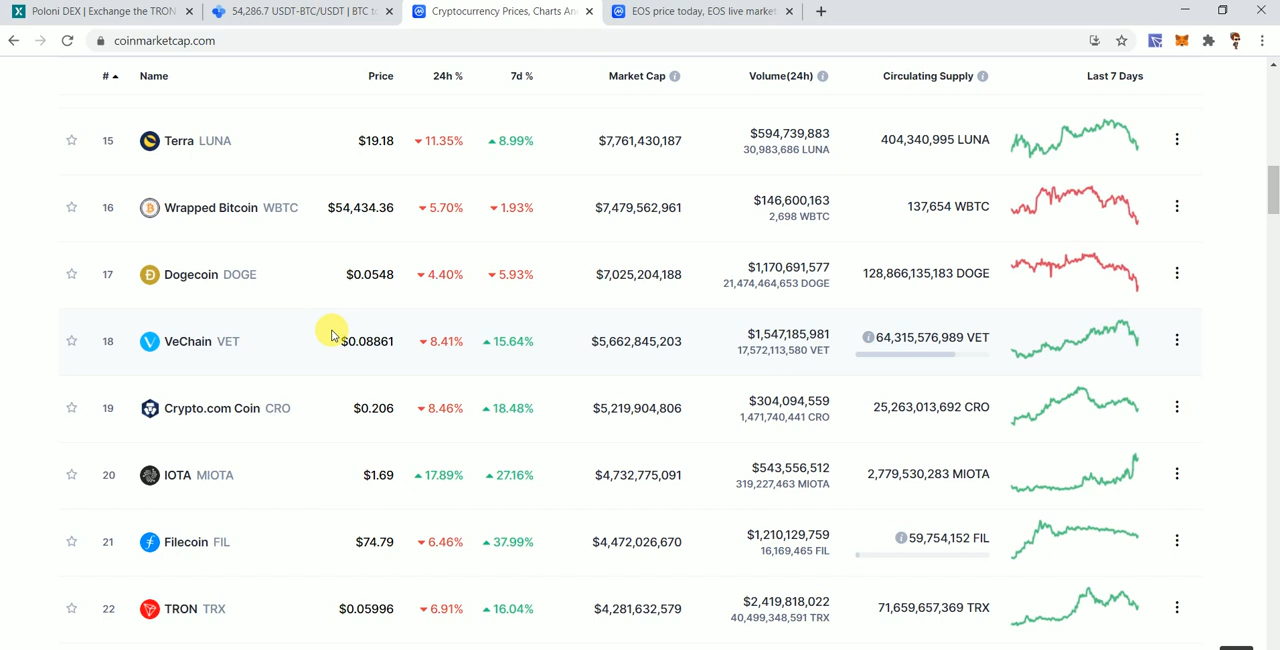 Poloni DEX | Exchange the TRON
54,286.7 USDT-BTC/USDT | BTC to
Cryptocurrency Prices, Charts An
EOS price today, EOS live market
coinmarketcap.com
# Name Price 24h % 7d % Market Cap Volume(24h) Circulating Supply Last 7 Days
15 Terra LUNA $19.18 11.35% 8.99% $7,761,430,187 $594,739,883 404,340,995 LUNA
30,983,686 LUNA
16 Wrapped Bitcoin WBTC $54,434.36 5.70% 1.93% $7,479,562,961 $146,600,163 137,654 WBTC
2,698 WBTC
17 Dogecoin DOGE $0.0548 4.40% 5.93% $7,025,204,188 $1,170,691,577 128,866,135,183 DOGE
21,474,464,653 DOGE
18 VeChain VET $0.08861 8.41% 15.64% $5,662,845,203 $1,547,185,981 64,315,576,989 VET
17,572,113,580 VET
19 Crypto.com Coin CRO $0.206 8.46% 18.48% $5,219,904,806 $304,094,559 25,263,013,692 CRO
1,471,740,441 CRO
20 IOTA MIOTA $1.69 17.89% 27.16% $4,732,775,091 $543,556,512 2,779,530,283 MIOTA
319,227,463 MIOTA
21 Filecoin FIL $74.79 6.46% 37.99% $4,472,026,670 $1,210,129,759 59,754,152 FIL
16,169,465 FIL
22 TRON TRX $0.05996 6.91% 16.04% $4,281,632,579 $2,419,818,022 71,659,657,369 TRX
40,499,348,591 TRX